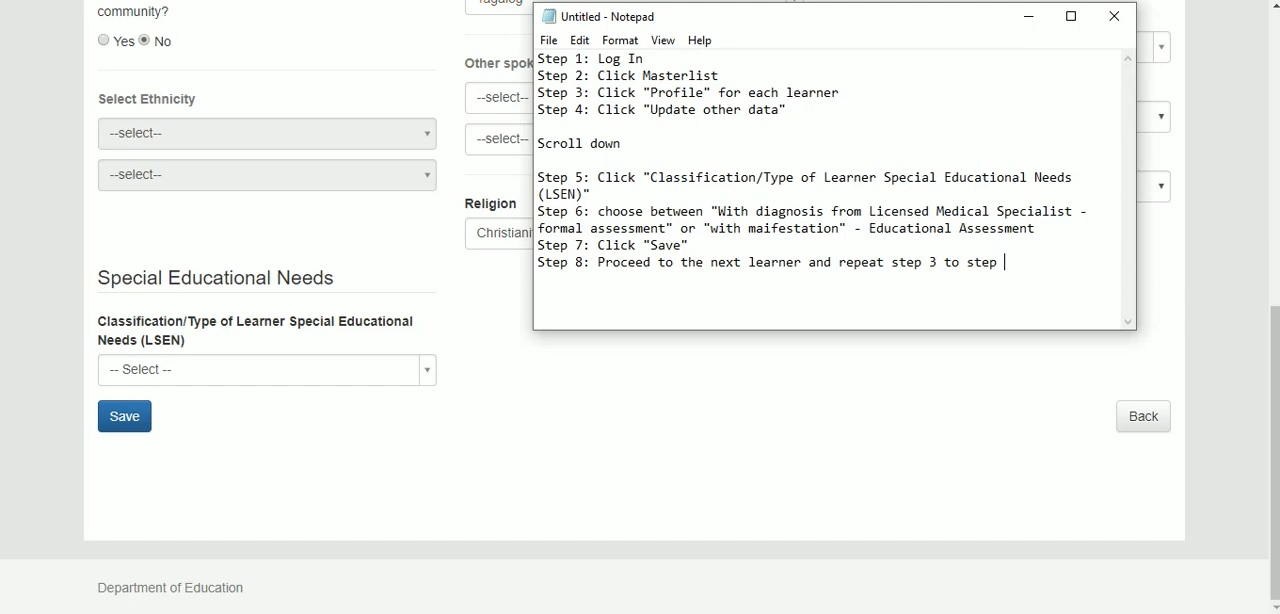 community?
Yes No
Select Ethnicity
--select--
--select--
Other spok
--select--
--select--
Religion
Christiani
Special Educational Needs
Classification/Type of Learner Special Educational
Needs (LSEN)
-- Select --
Save
Back
Department of Education
Untitled - Notepad
File Edit Format View Help
Step 1: Log In
Step 2: Click Masterlist
Step 3: Click "Profile" for each learner
Step 4: Click "Update other data"
Scroll down
Step 5: Click "Classification/Type of Learner Special Educational Needs
(LSEN)"
Step 6: choose between "With diagnosis from Licensed Medical Specialist -
formal assessment" or "with maifestation" - Educational Assessment
Step 7: Click "Save"
Step 8: Proceed to the next learner and repeat step 3 to step